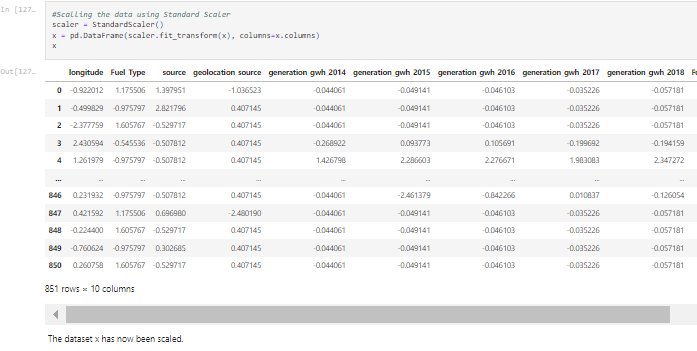 In [127…
#Scalling the data using Standard Scaler
scaler = StandardScaler()
x = pd.DataFrame(scaler.fit_transform(x), columns=x.columns)
x
Out[127…
longitude Fuel Type source geolocation source generation gwh 2014 generation gwh 2015 generation gwh 2016 generation gwh 2017 generation gwh 2018
0 -0.922012 1.175506 1.397951 -1.036523 -0.044061 -0.049141 -0.046103 -0.035226 -0.057181
1 -0.499829 -0.975797 2.821796 0.407145 -0.044061 -0.049141 -0.046103 -0.035226 -0.057181
2 -2.377759 1.605767 -0.529717 0.407145 -0.044061 -0.049141 -0.046103 -0.035226 -0.057181
3 2.430594 -0.545536 -0.507812 0.407145 -0.268922 0.093773 0.105691 -0.199692 -0.194159
4 1.261979 -0.975797 -0.507812 0.407145 1.426798 2.286603 2.276671 1.983083 2.347272
... ... ... ... ... ... ... ... ... ...
846 0.231932 -0.975797 -0.507812 0.407145 -0.044061 -2.461379 -0.842266 0.010837 -0.126054
847 0.421592 1.175506 0.696980 -2.480190 -0.044061 -0.049141 -0.046103 -0.035226 -0.057181
848 -0.224400 1.605767 -0.529717 0.407145 -0.044061 -0.049141 -0.046103 -0.035226 -0.057181
849 -0.760624 -0.975797 0.302685 0.407145 -0.044061 -0.049141 -0.046103 -0.035226 -0.057181
850 0.260758 1.605767 -0.529717 0.407145 -0.044061 -0.049141 -0.046103 -0.035226 -0.057181
851 rows × 10 columns
The dataset x has now been scaled.